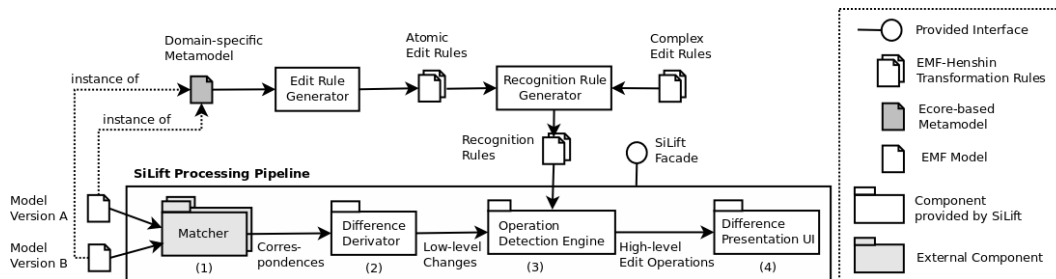 Domain-specific
Metamodel
Atomic
Edit Rules
Complex
Edit Rules
instance of
instance of
Edit Rule
Generator
Recognition Rule
Generator
Recognition
Rules
SiLift
Facade
SiLift Processing Pipeline
Model
Version A
Model
Version B
Matcher
(1)
Corres-
pondences
Difference
Derivator
(2)
Low-level
Changes
Operation
Detection Engine
(3)
High-level
Edit Operations
Difference
Presentation UI
(4)
Provided Interface
EMF-Henshin
Transformation Rules
Ecore-based
Metamodel
EMF Model
Component
provided by SiLift
External Component